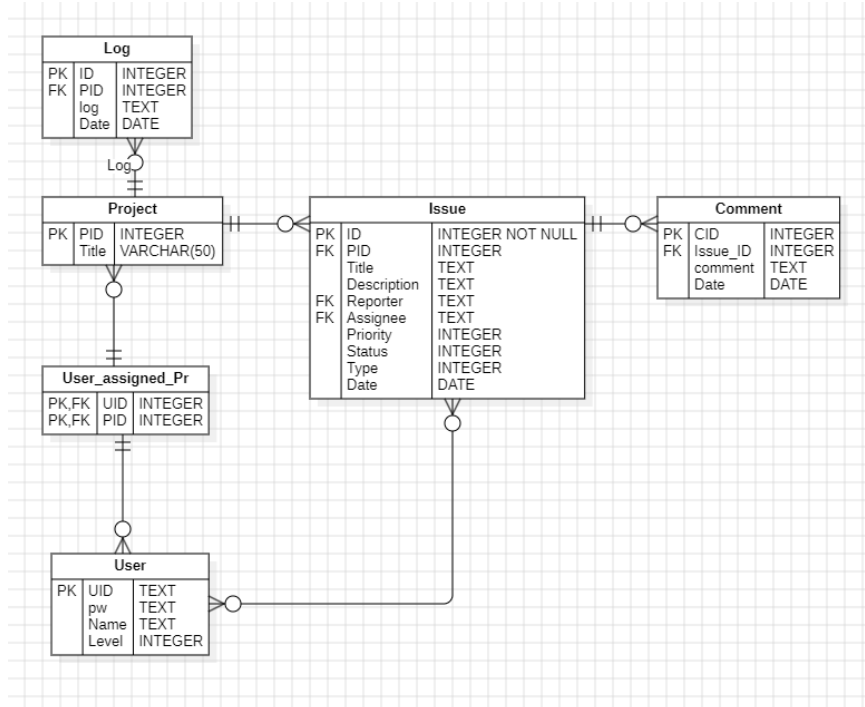 Log
PK ID INTEGER
FK PID INTEGER
log TEXT
Date DATE
Log
Project
PK PID INTEGER
Title VARCHAR(50)
Issue
PK ID INTEGER NOT NULL
FK PID INTEGER
Title TEXT
Description TEXT
FK Reporter TEXT
FK Assignee TEXT
Priority INTEGER
Status INTEGER
Type INTEGER
Date DATE
Comment
PK CID INTEGER
FK Issue_ID INTEGER
comment TEXT
Date DATE
User_assigned_Pr
PK,FK UID INTEGER
PK,FK PID INTEGER
User
PK UID TEXT
pw TEXT
Name TEXT
Level INTEGER